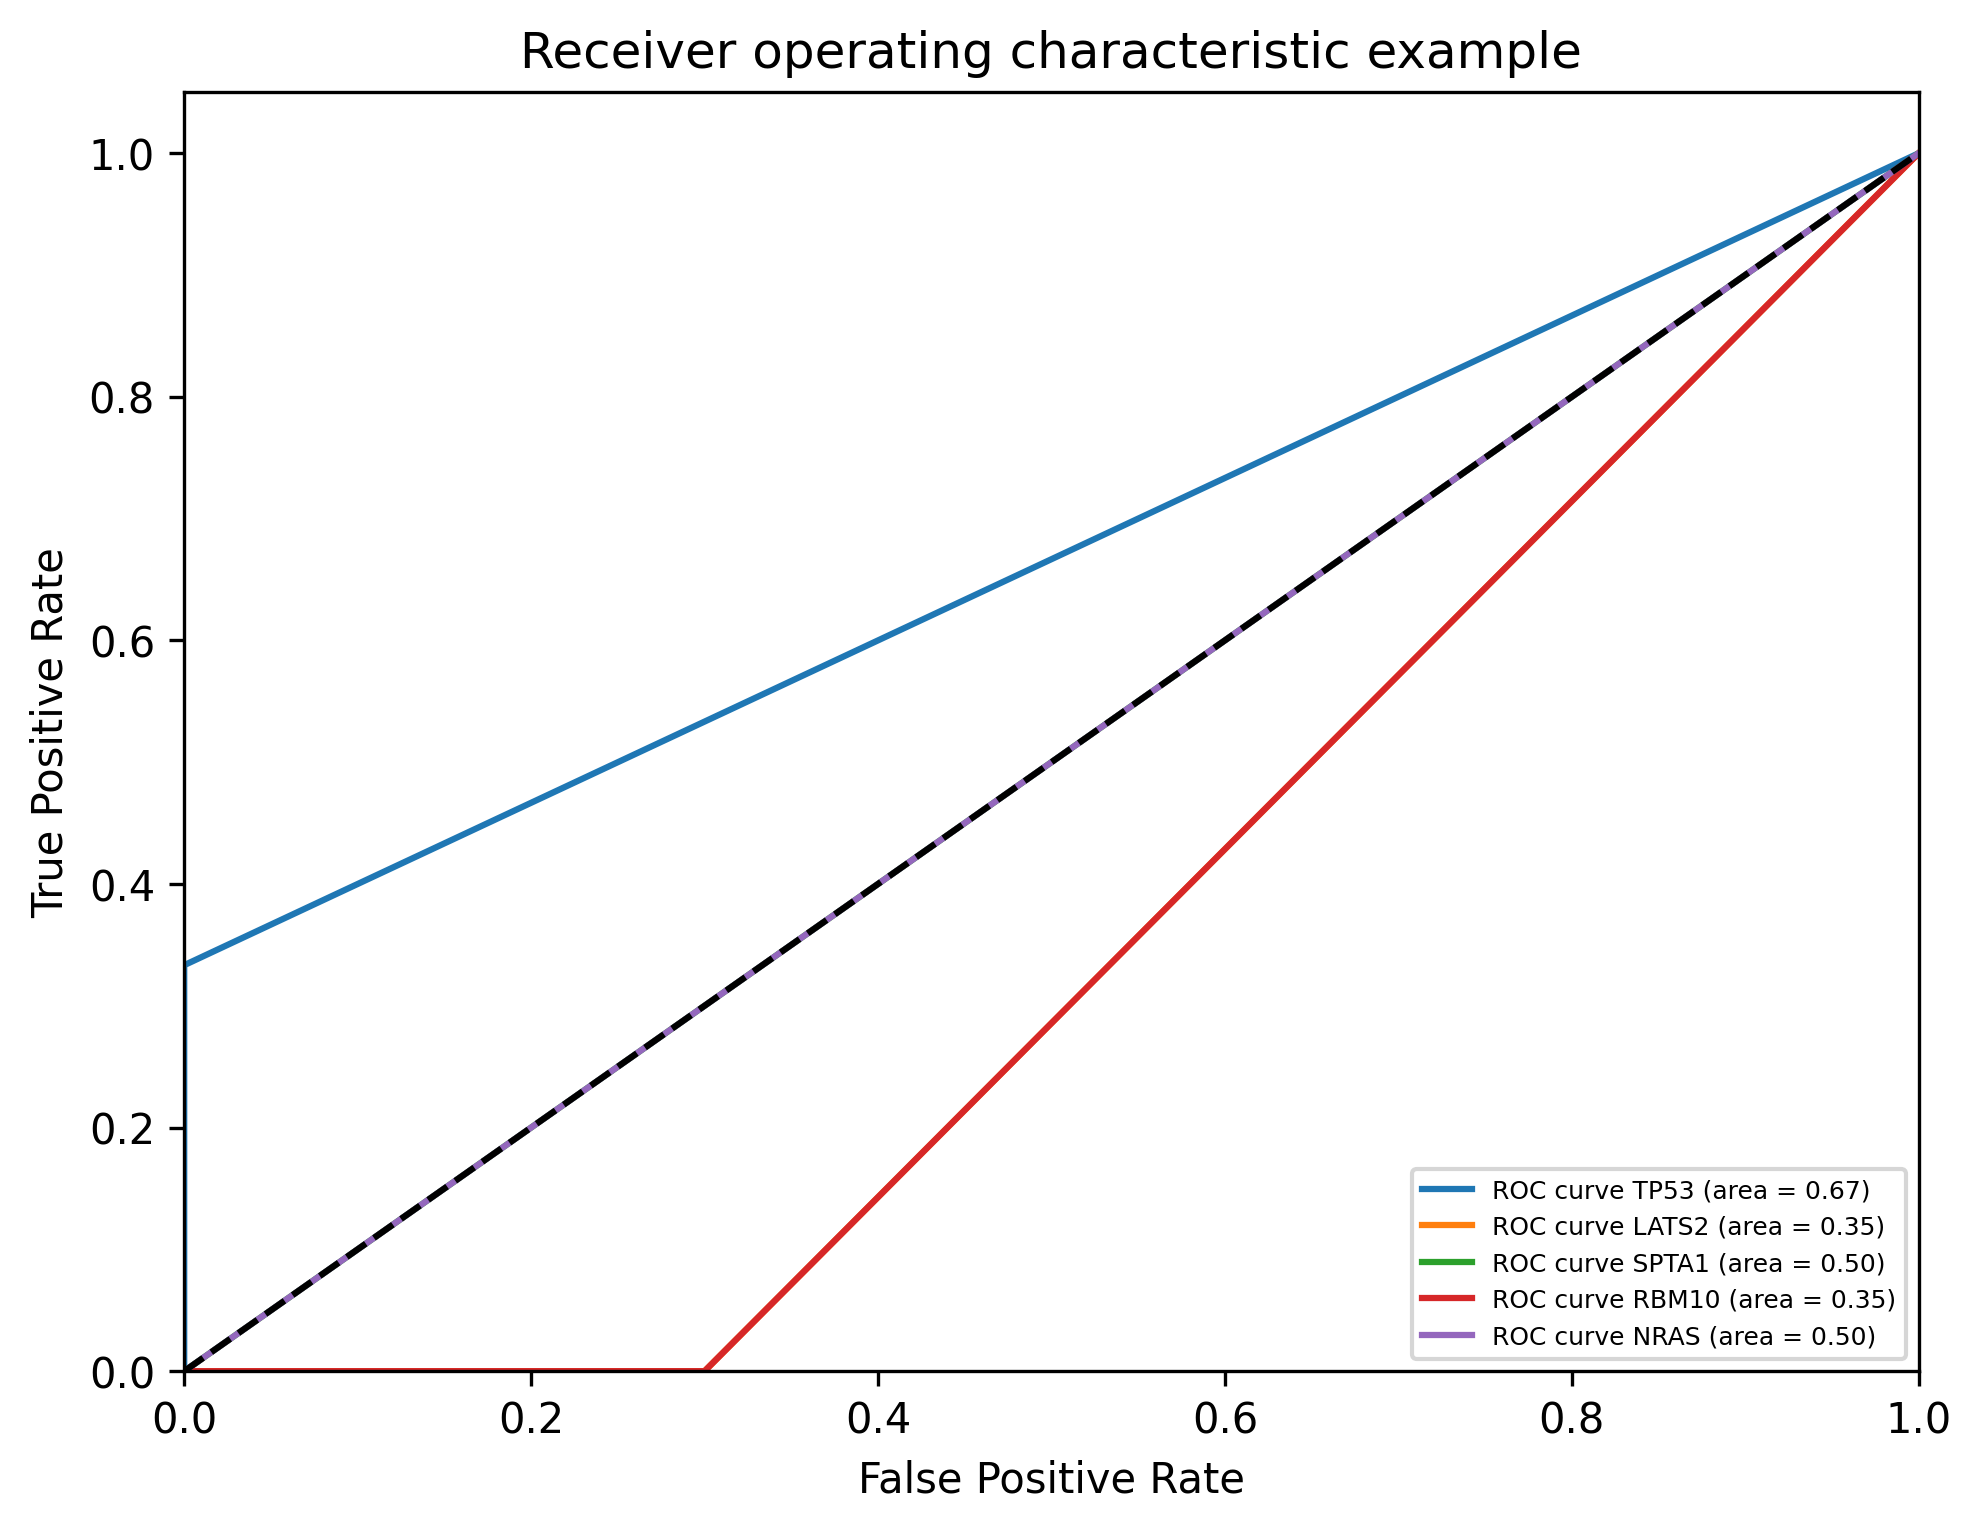 Receiver operating characteristic example
True Positive Rate
1.0
0.8
0.6
0.4
0.2
0.0
ROC curve TP53 (area = 0.67)
ROC curve LATS2 (area = 0.35)
ROC curve SPTA1 (area = 0.50)
ROC curve RBM10 (area = 0.35)
ROC curve NRAS (area = 0.50)
0.0 0.2 0.4 0.6 0.8 1.0
False Positive Rate